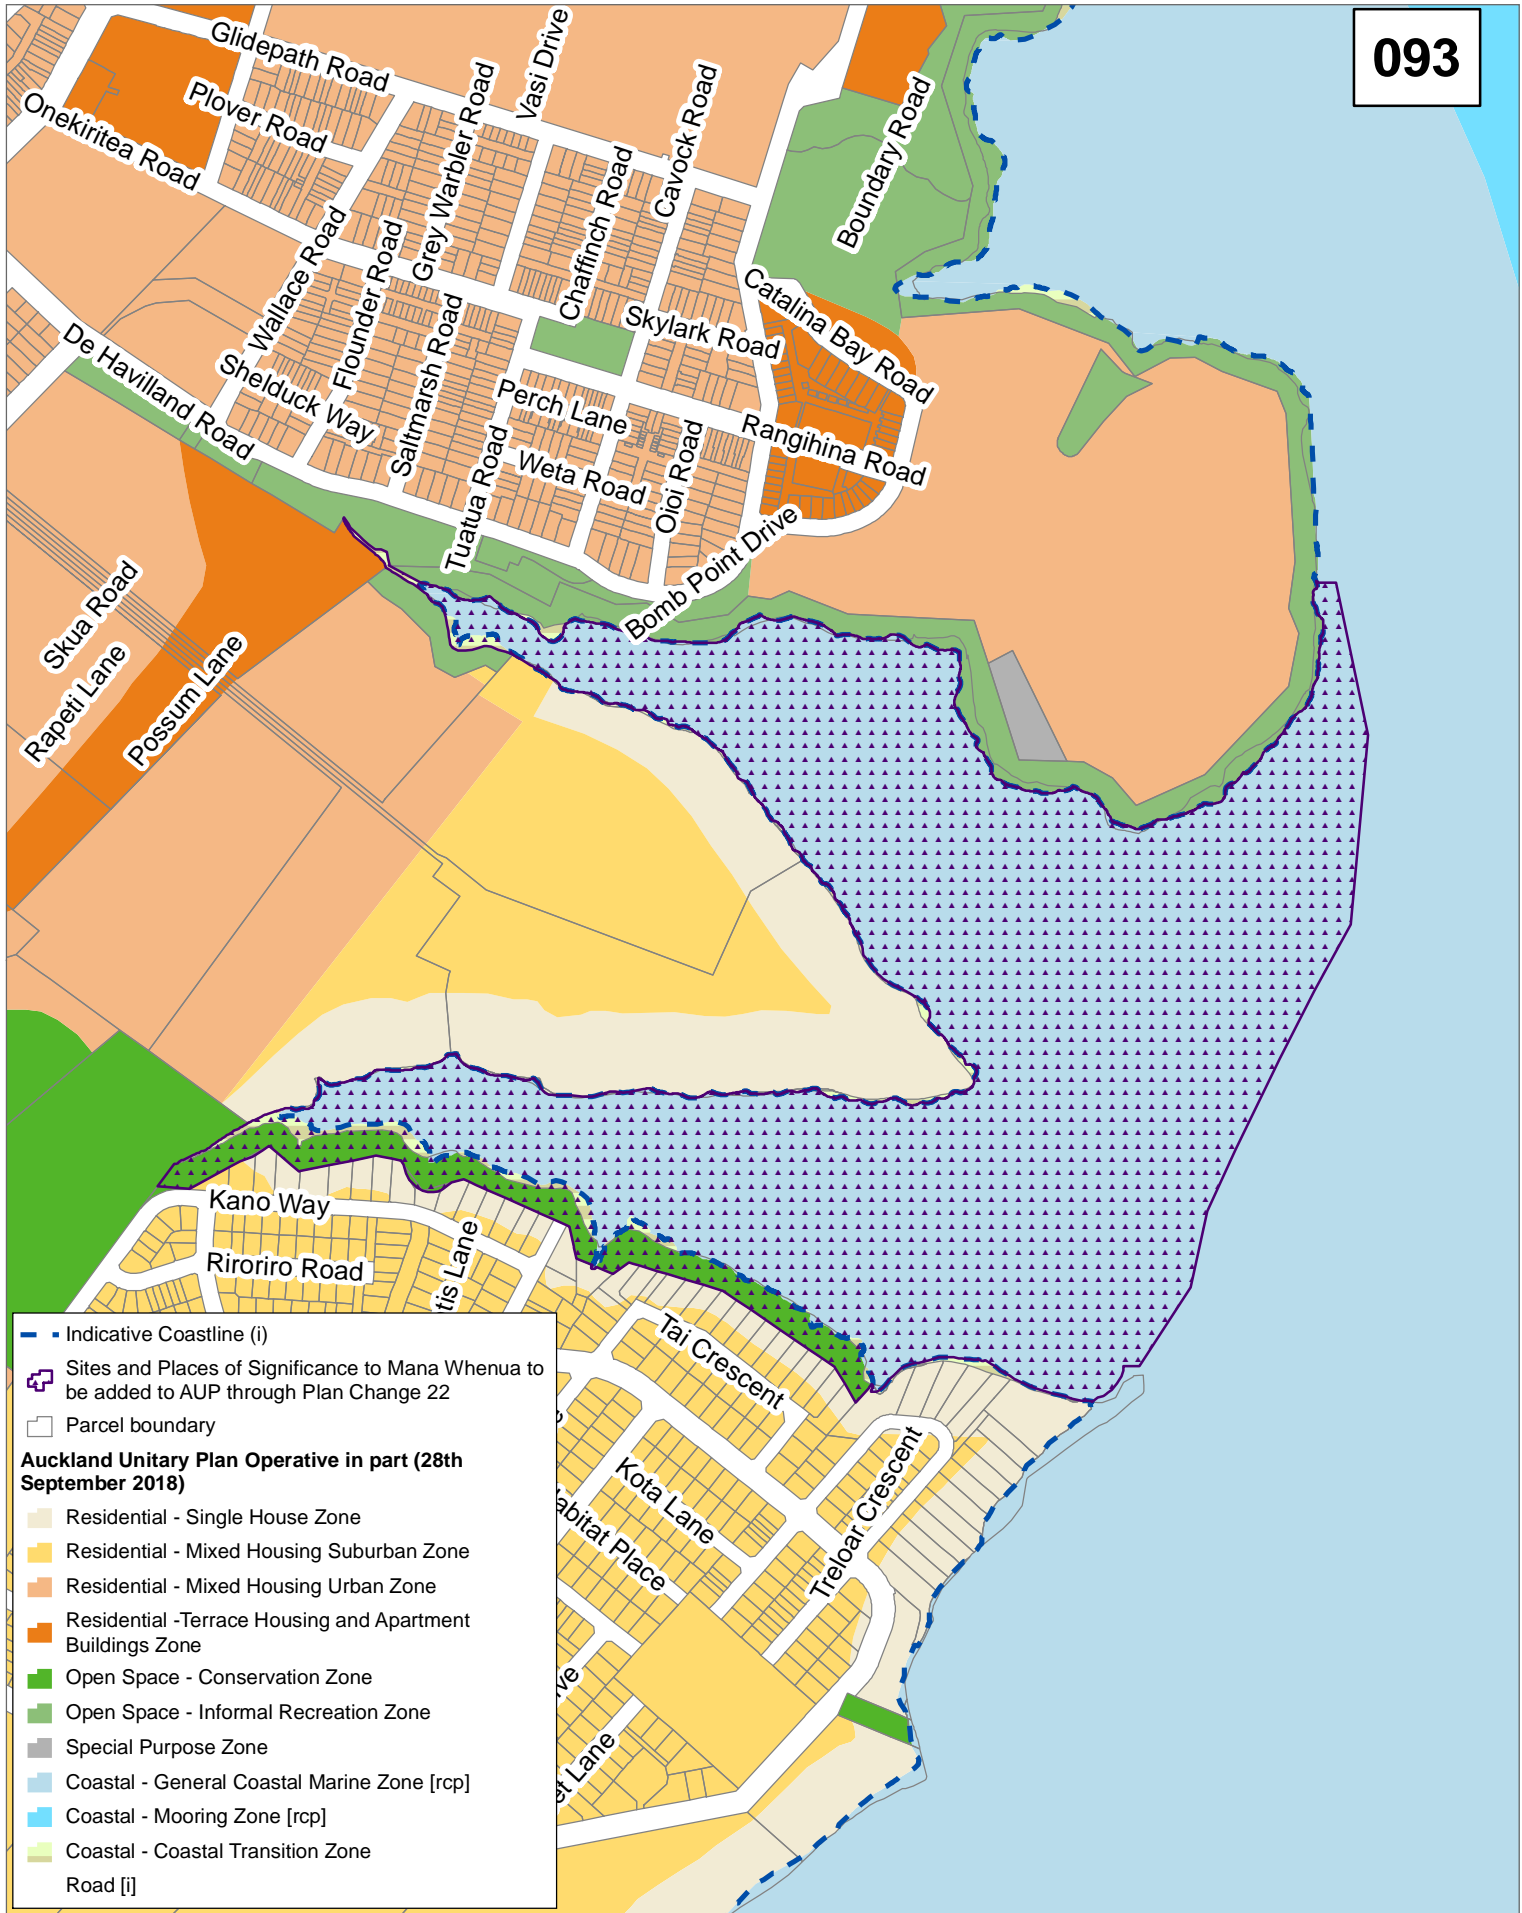 093
Vasi Drive
Glidepath Road
Plover Road
Onekiritea Road
Grey Warbler Road
Cavock Road
Boundary Road
Chaffinch Road
Wallace Road
Flounder Road
Catalina Bay Road
Skylark Road
De Havilland Road
Shelduck Way
Saltmarsh Road
Perch Lane
Rangihina Road
Tuatua Road
Weta Road
Oioi Road
Bomb Point Drive
Skua Road
Rapeti Lane
Possum Lane
Kano Way
Riroriro Road
tis Lane
Tai Crescent
Kota Lane
Treloar Crescent
abitat Place
ve
et Lane
Indicative Coastline (i)
Sites and Places of Significance to Mana Whenua to
be added to AUP through Plan Change 22
Parcel boundary
Auckland Unitary Plan Operative in part (28th
September 2018)
Residential - Single House Zone
Residential - Mixed Housing Suburban Zone
Residential - Mixed Housing Urban Zone
Residential -Terrace Housing and Apartment
Buildings Zone
Open Space - Conservation Zone
Open Space - Informal Recreation Zone
Special Purpose Zone
Coastal - General Coastal Marine Zone [rcp]
Coastal - Mooring Zone [rcp]
Coastal - Coastal Transition Zone
Road [i]